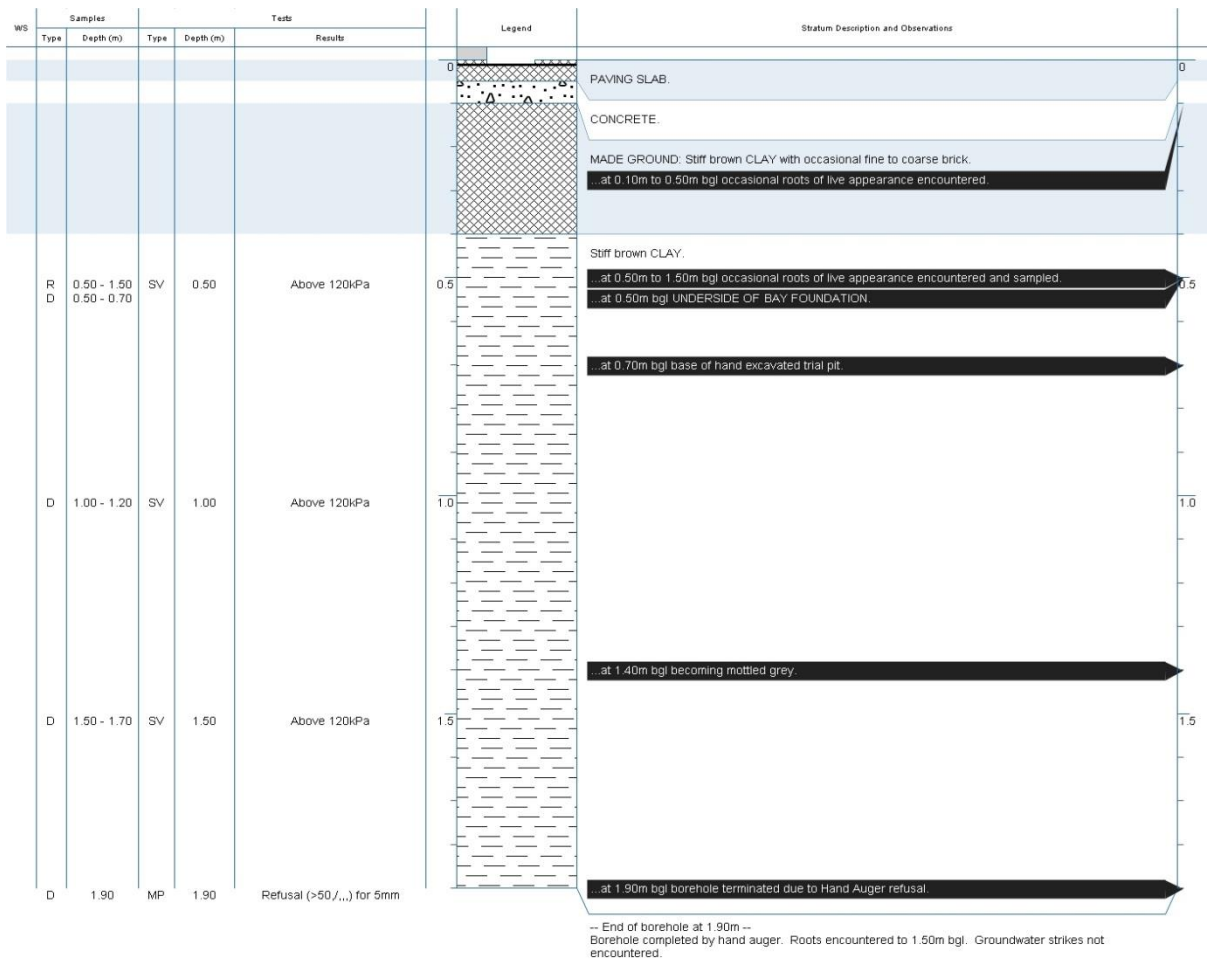 WS
Samples
Tests
Legend
Stratum Description and Observations
Type
Depth (m)
Type
Depth (m)
Results
0
0
PAVING SLAB.
CONCRETE.
MADE GROUND: Stiff brown CLAY with occasional fine to coarse brick.
...at 0.10m to 0.50m bgl occasional roots of live appearance encountered.
Stiff brown CLAY.
...at 0.50m to 1.50m bgl occasional roots of live appearance encountered and sampled.
R 0.50 - 1.50 SV 0.50 Above 120kPa 0.5 0.5
D 0.50 - 0.70
...at 0.50m bgl UNDERSIDE OF BAY FOUNDATION.
...at 0.70m bgl base of hand excavated trial pit.
D 1.00 - 1.20 SV 1.00 Above 120kPa 1.0 1.0
...at 1.40m bgl becoming mottled grey.
D 1.50 - 1.70 SV 1.50 Above 120kPa 1.5 1.5
...at 1.90m bgl borehole terminated due to Hand Auger refusal.
D 1.90 MP 1.90 Refusal (>50,/,,,) for 5mm
-- End of borehole at 1.90m --
Borehole completed by hand auger. Roots encountered to 1.50m bgl. Groundwater strikes not
encountered.